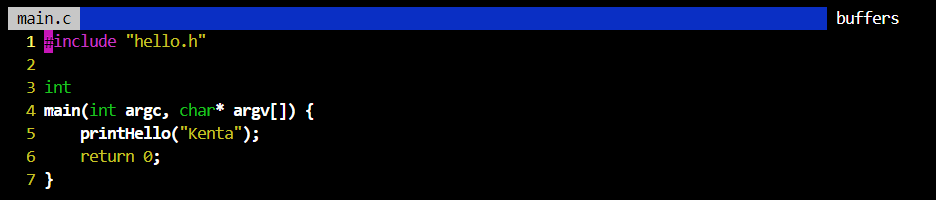 main.c buffers
1 #include "hello.h"
2
3 int
4 main(int argc, char* argv[]) {
5     printHello("Kenta");
6     return 0;
7 }